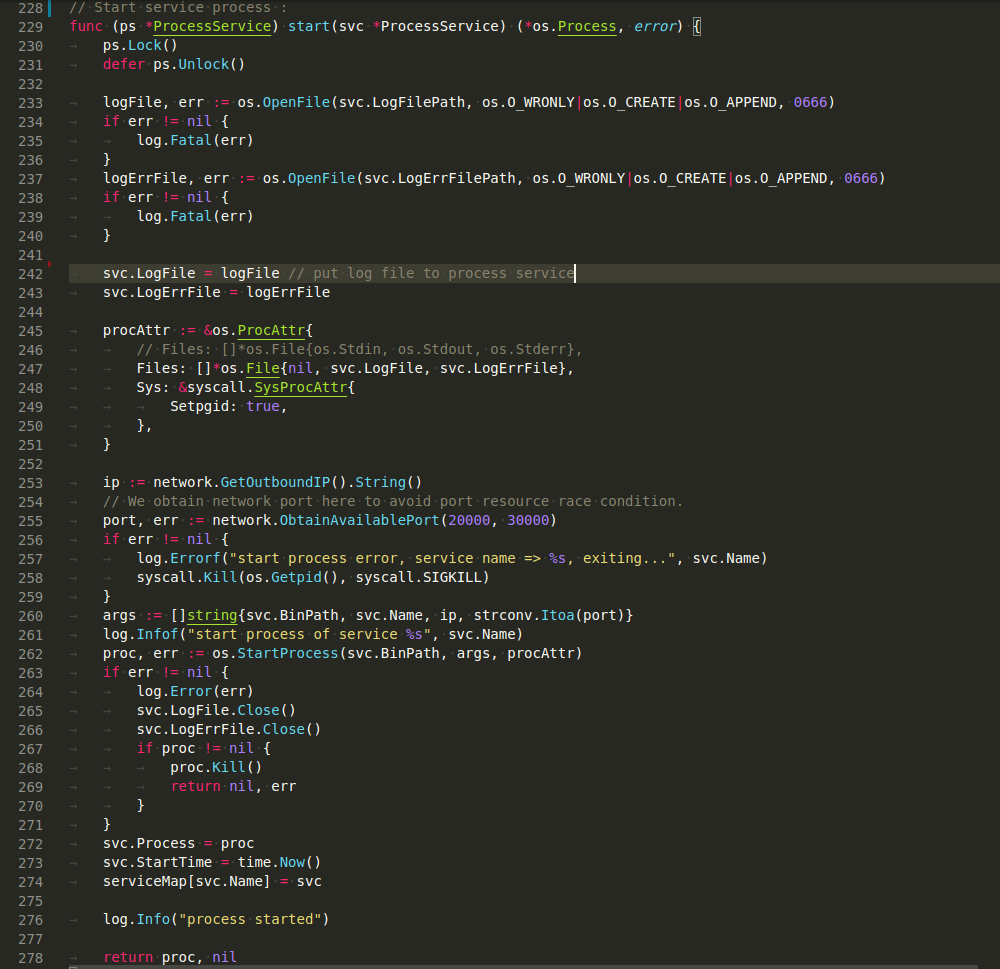 228 // Start service process :
229 func (ps *ProcessService) start(svc *ProcessService) (*os.Process, error) {
230 ps.Lock()
231 defer ps.Unlock()
232
233 logFile, err := os.OpenFile(svc.LogFilePath, os.O_WRONLY|os.O_CREATE|os.O_APPEND, 0666)
234 if err != nil {
235 log.Fatal(err)
236 }
237 logErrFile, err := os.OpenFile(svc.LogErrFilePath, os.O_WRONLY|os.O_CREATE|os.O_APPEND, 0666)
238 if err != nil {
239 log.Fatal(err)
240 }
241
242 svc.LogFile = logFile // put log file to process service
243 svc.LogErrFile = logErrFile
244
245 procAttr := &os.ProcAttr{
246 // Files: []*os.File{os.Stdin, os.Stdout, os.Stderr},
247 Files: []*os.File{nil, svc.LogFile, svc.LogErrFile},
248 Sys: &syscall.SysProcAttr{
249 Setpgid: true,
250 },
251 }
252
253 ip := network.GetOutboundIP().String()
254 // We obtain network port here to avoid port resource race condition.
255 port, err := network.ObtainAvailablePort(20000, 30000)
256 if err != nil {
257 log.Errorf("start process error, service name => %s, exiting...", svc.Name)
258 syscall.Kill(os.Getpid(), syscall.SIGKILL)
259 }
260 args := []string{svc.BinPath, svc.Name, ip, strconv.Itoa(port)}
261 log.Infof("start process of service %s", svc.Name)
262 proc, err := os.StartProcess(svc.BinPath, args, procAttr)
263 if err != nil {
264 log.Error(err)
265 svc.LogFile.Close()
266 svc.LogErrFile.Close()
267 if proc != nil {
268 proc.Kill()
269 return nil, err
270 }
271 }
272 svc.Process = proc
273 svc.StartTime = time.Now()
274 serviceMap[svc.Name] = svc
275
276 log.Info("process started")
277
278 return proc, nil